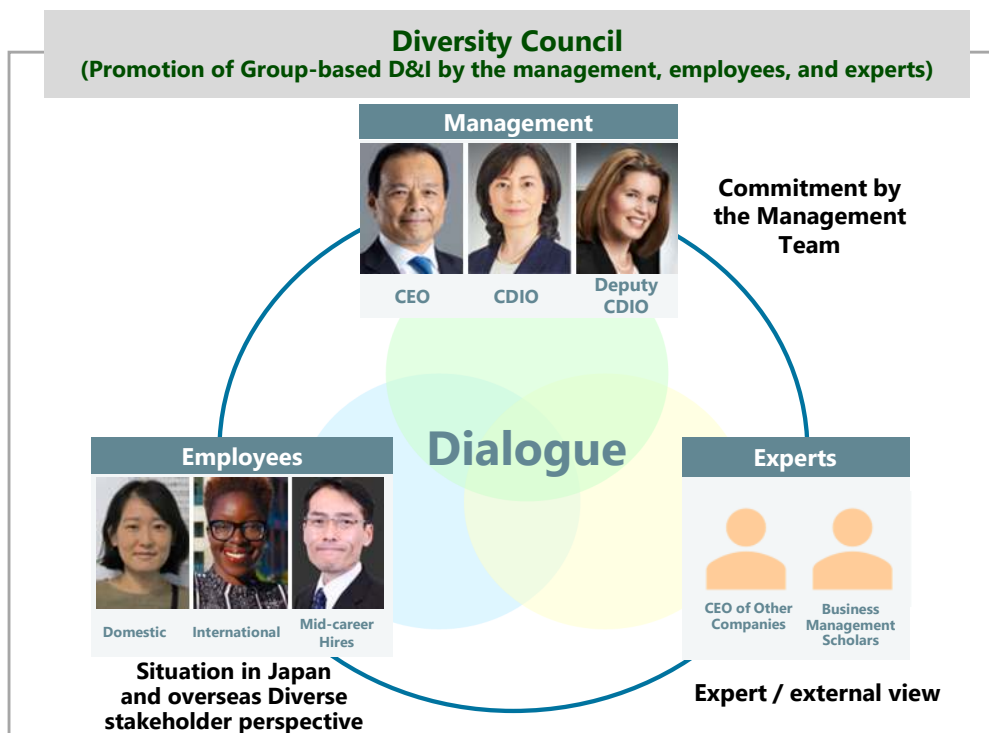 Diversity Council
(Promotion of Group-based D&I by the management, employees, and experts)
Management
CEO
CDIO
Deputy
CDIO
Commitment by
the Management
Team
Dialogue
Employees
Domestic
International
Mid-career
Hires
Situation in Japan
and overseas Diverse
stakeholder perspective
Experts
CEO of Other
Companies
Business
Management
Scholars
Expert / external view